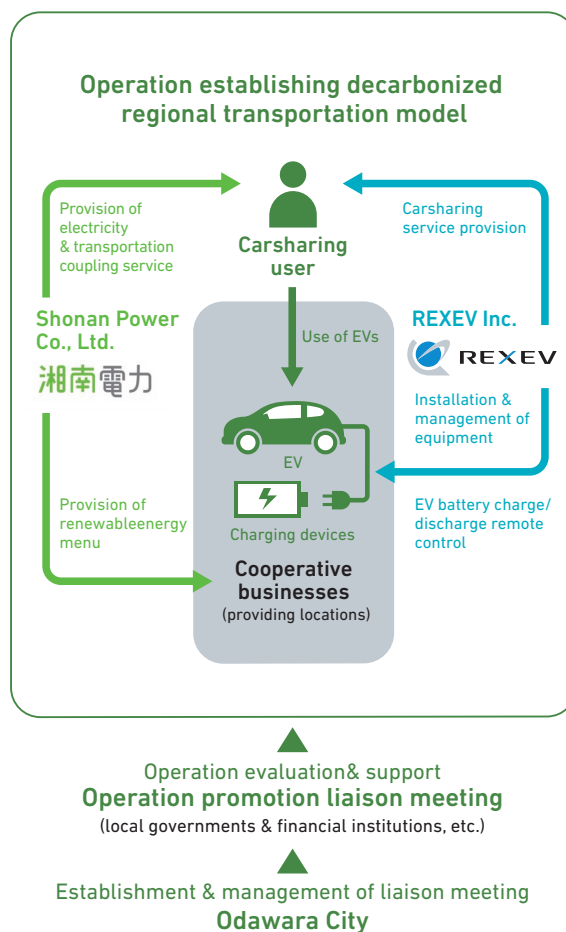 Operation establishing decarbonized
regional transportation model
Provision of
electricity
& transportation
coupling service
Carsharing
user
Carsharing
service provision
Shonan Power
Co., Ltd.
湘南電力
Use of EVs
REXEV Inc.
REXEV
Installation &
management of
equipment
EV
Provision of
renewableenergy
menu
Charging devices
EV battery charge/
discharge remote
control
Cooperative
businesses
(providing locations)
Operation evaluation& support
Operation promotion liaison meeting
(local governments & financial institutions, etc.)
Establishment & management of liaison meeting
Odawara City